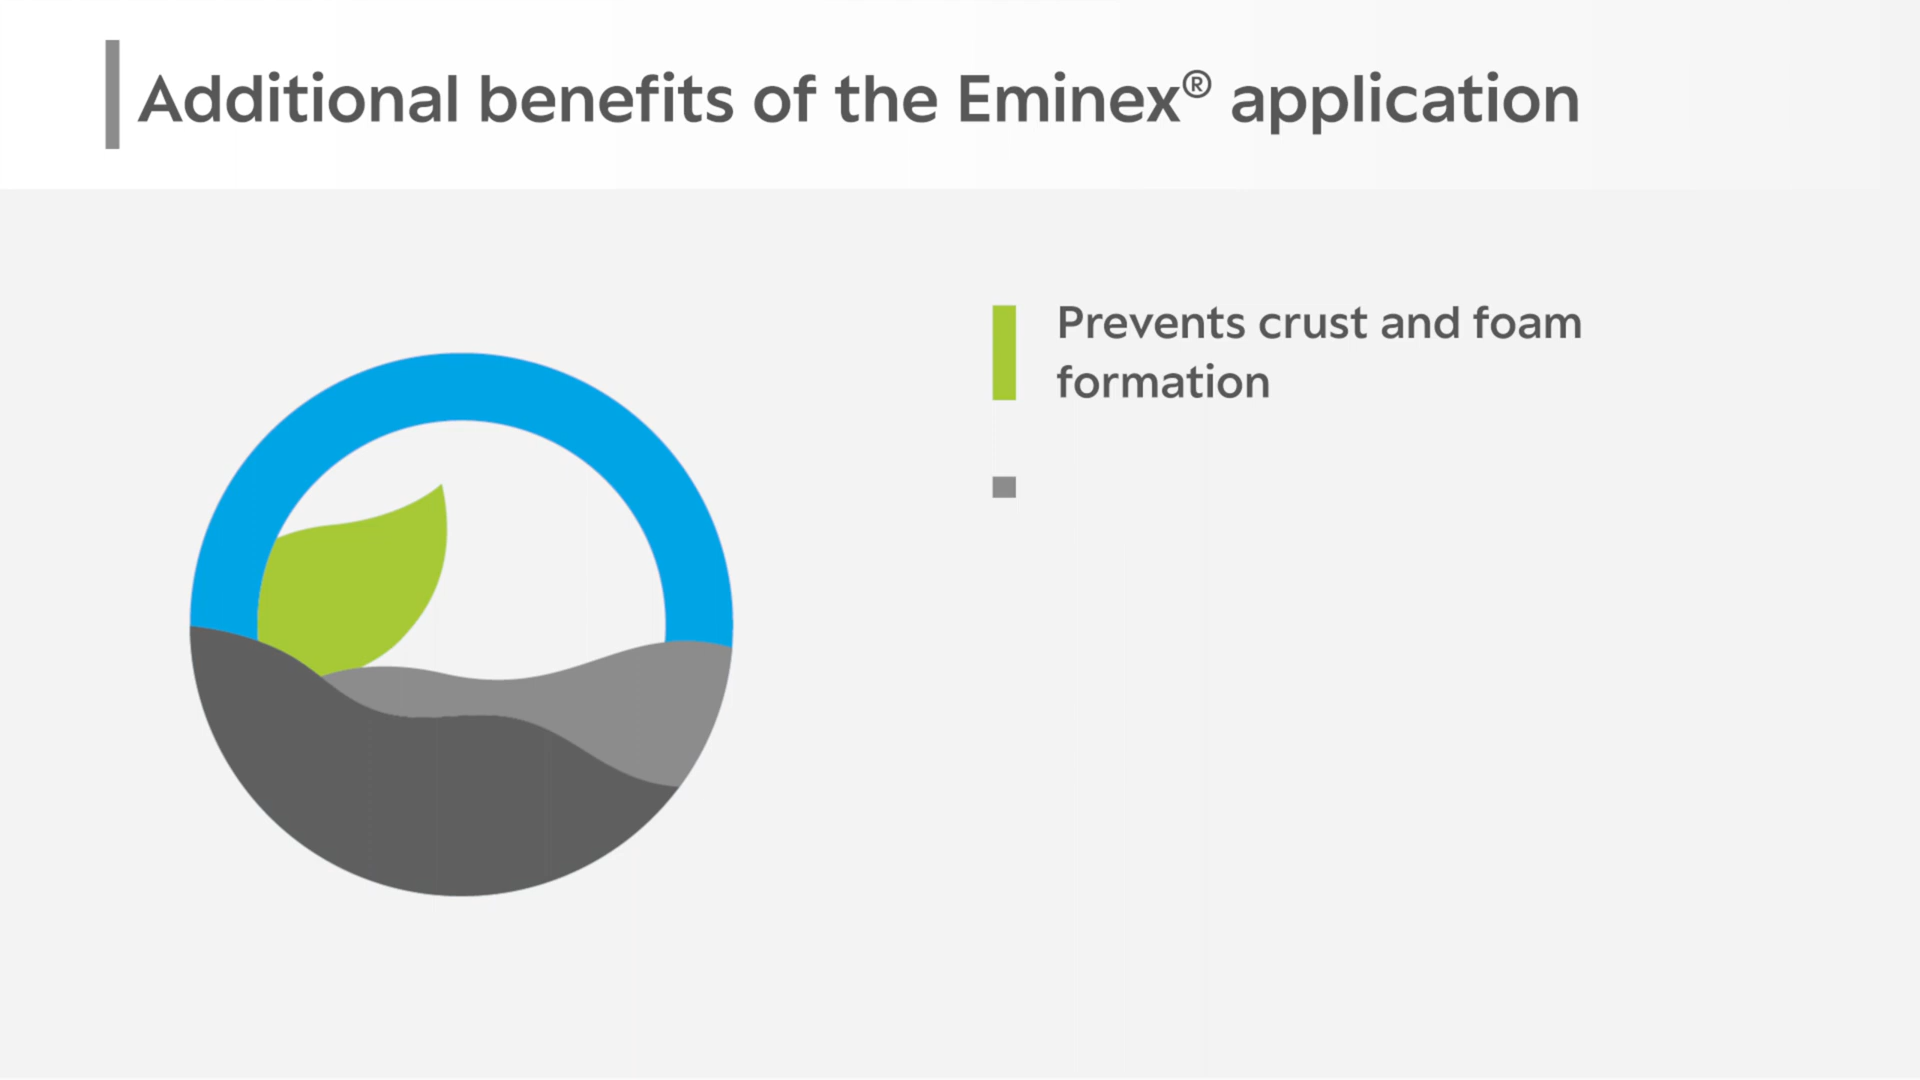 Additional benefits of the Eminex® application
Prevents crust and foam
formation